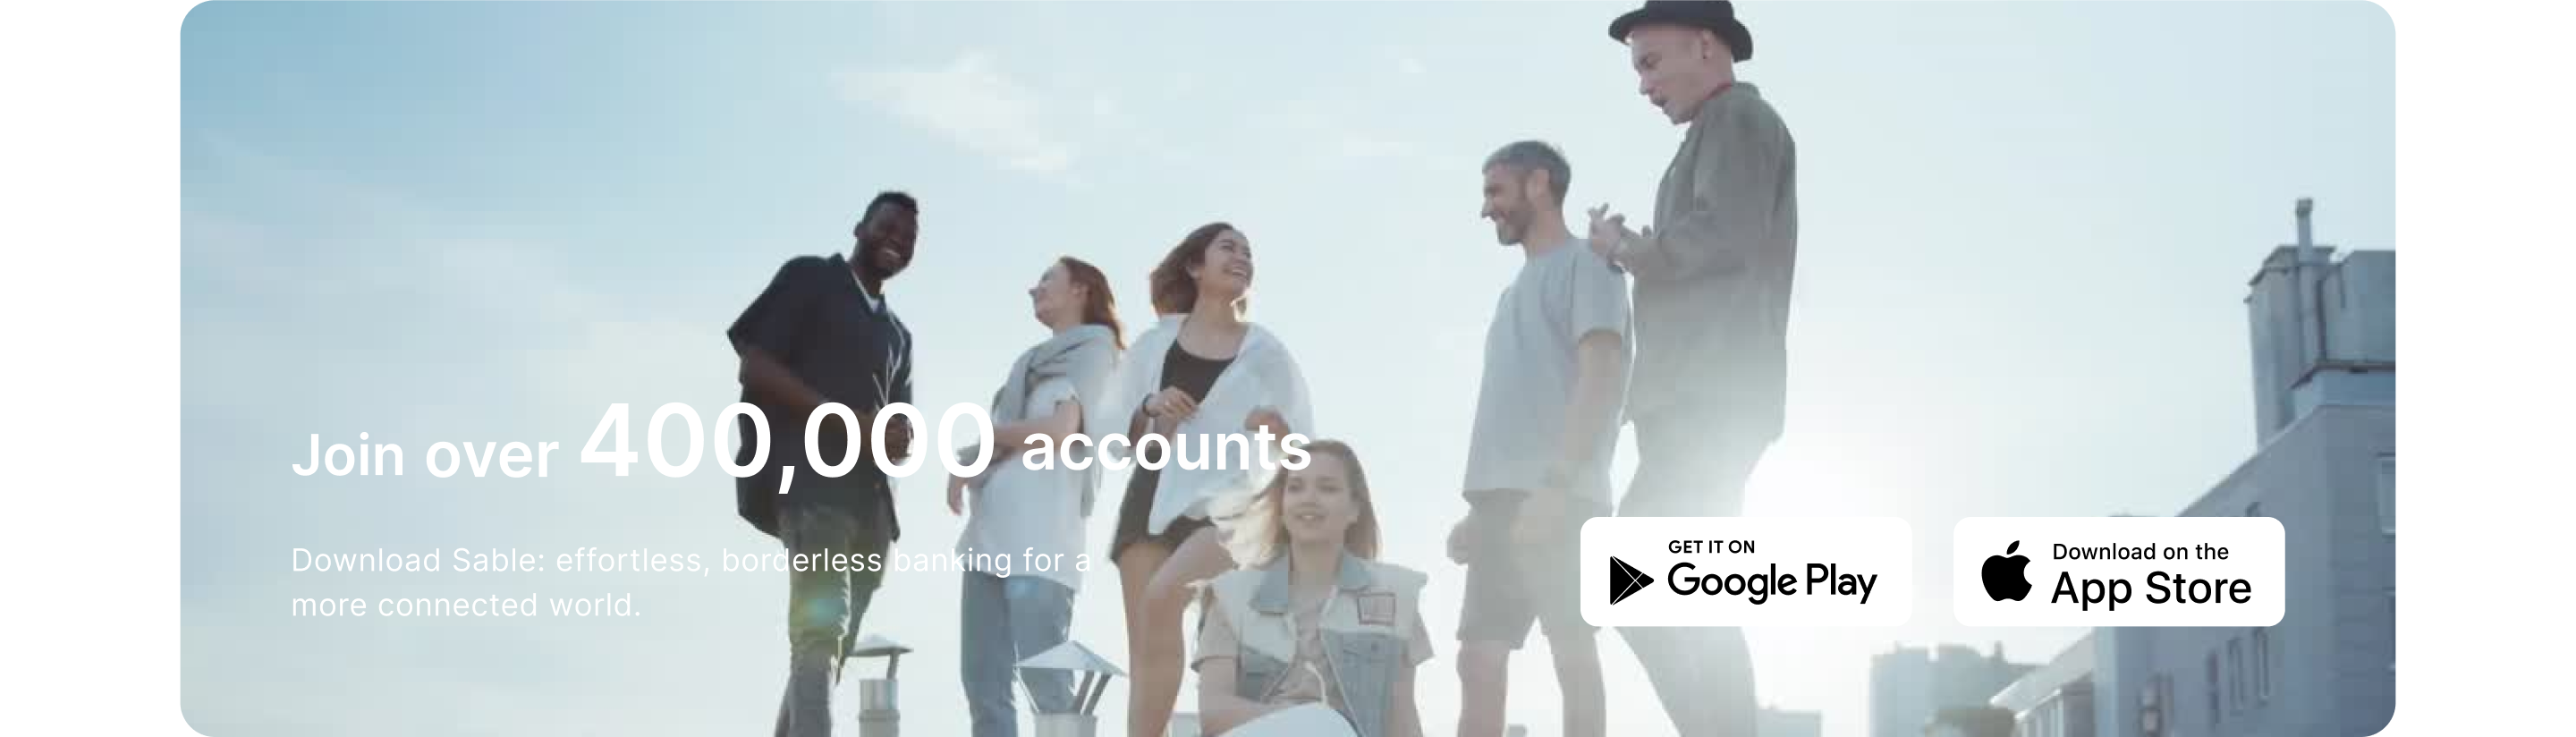 Join over 400,000 accounts
Download Sable: effortless, borderless banking for a
more connected world.
GET IT ON
Google Play
Download on the
App Store